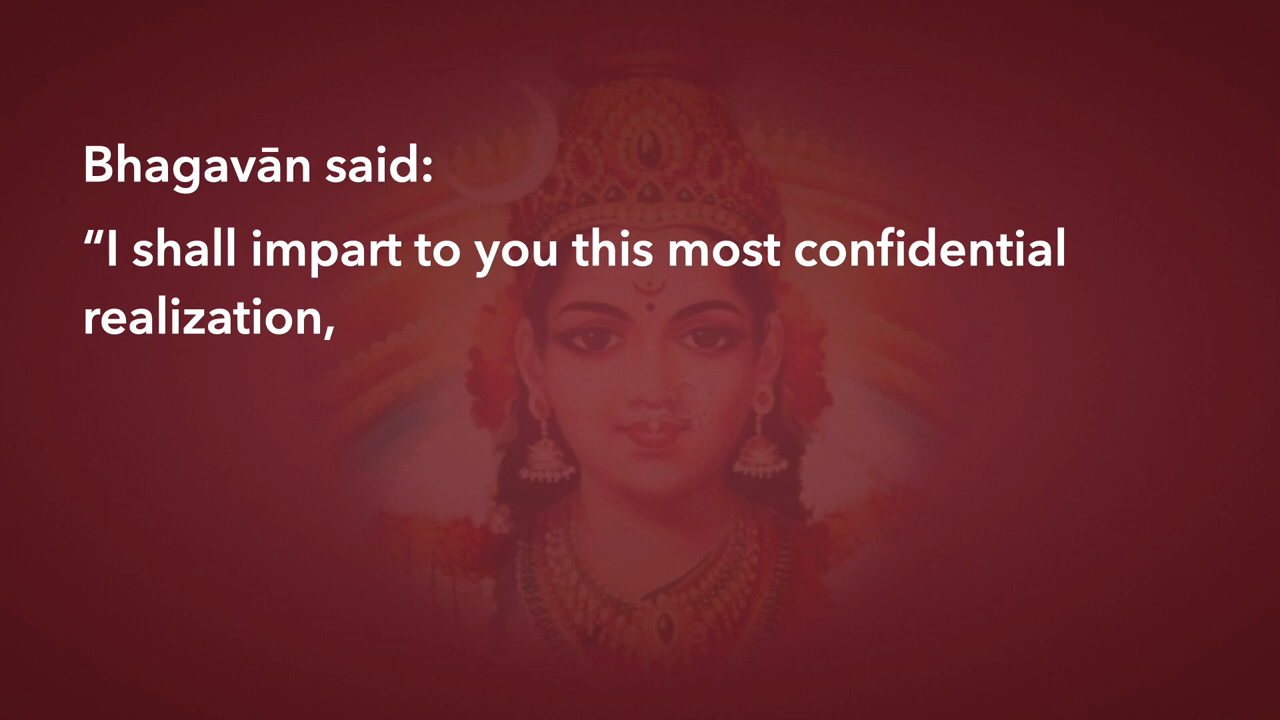 Bhagavān said:
“I shall impart to you this most confidential
realization,